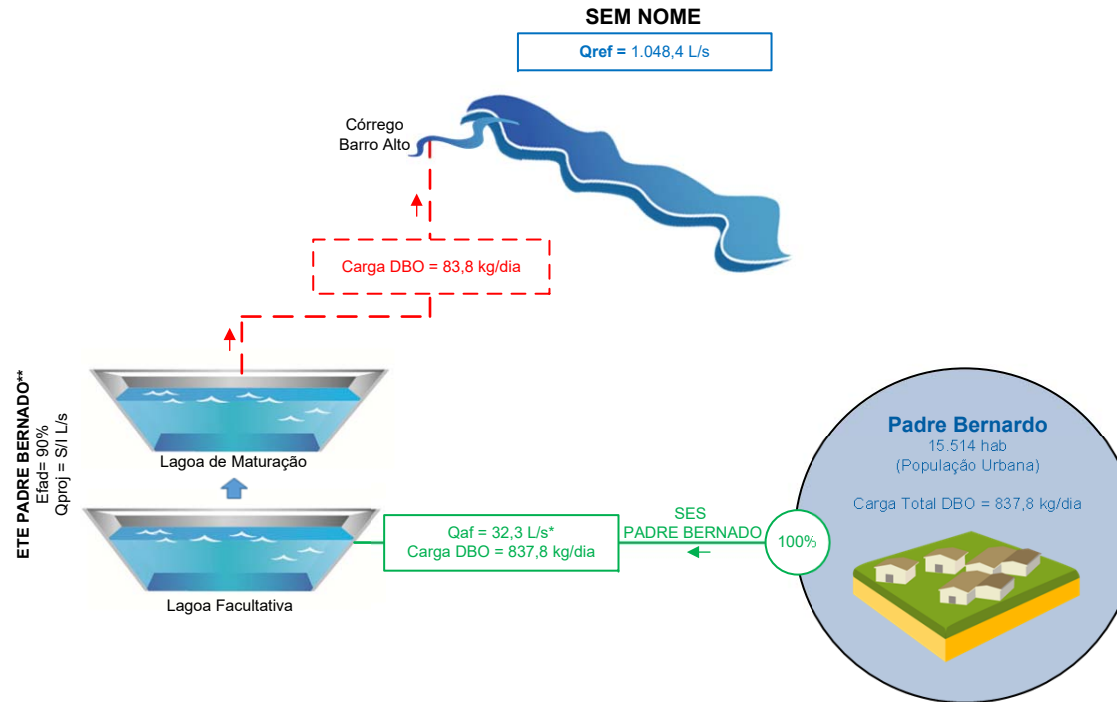 SEM NOME
Qref = 1.048,4 L/s
Córrego
Barro Alto
Carga DBO = 83,8 kg/dia
ETE PADRE BERNADO**
Efad= 90%
Qproj = S/I L/s
Lagoa de Maturação
Lagoa Facultativa
Qaf = 32,3 L/s*
Carga DBO = 837,8 kg/dia
SES
PADRE BERNADO
100%
Padre Bernardo
15.514 hab
(População Urbana)
Carga Total DBO = 837,8 kg/dia